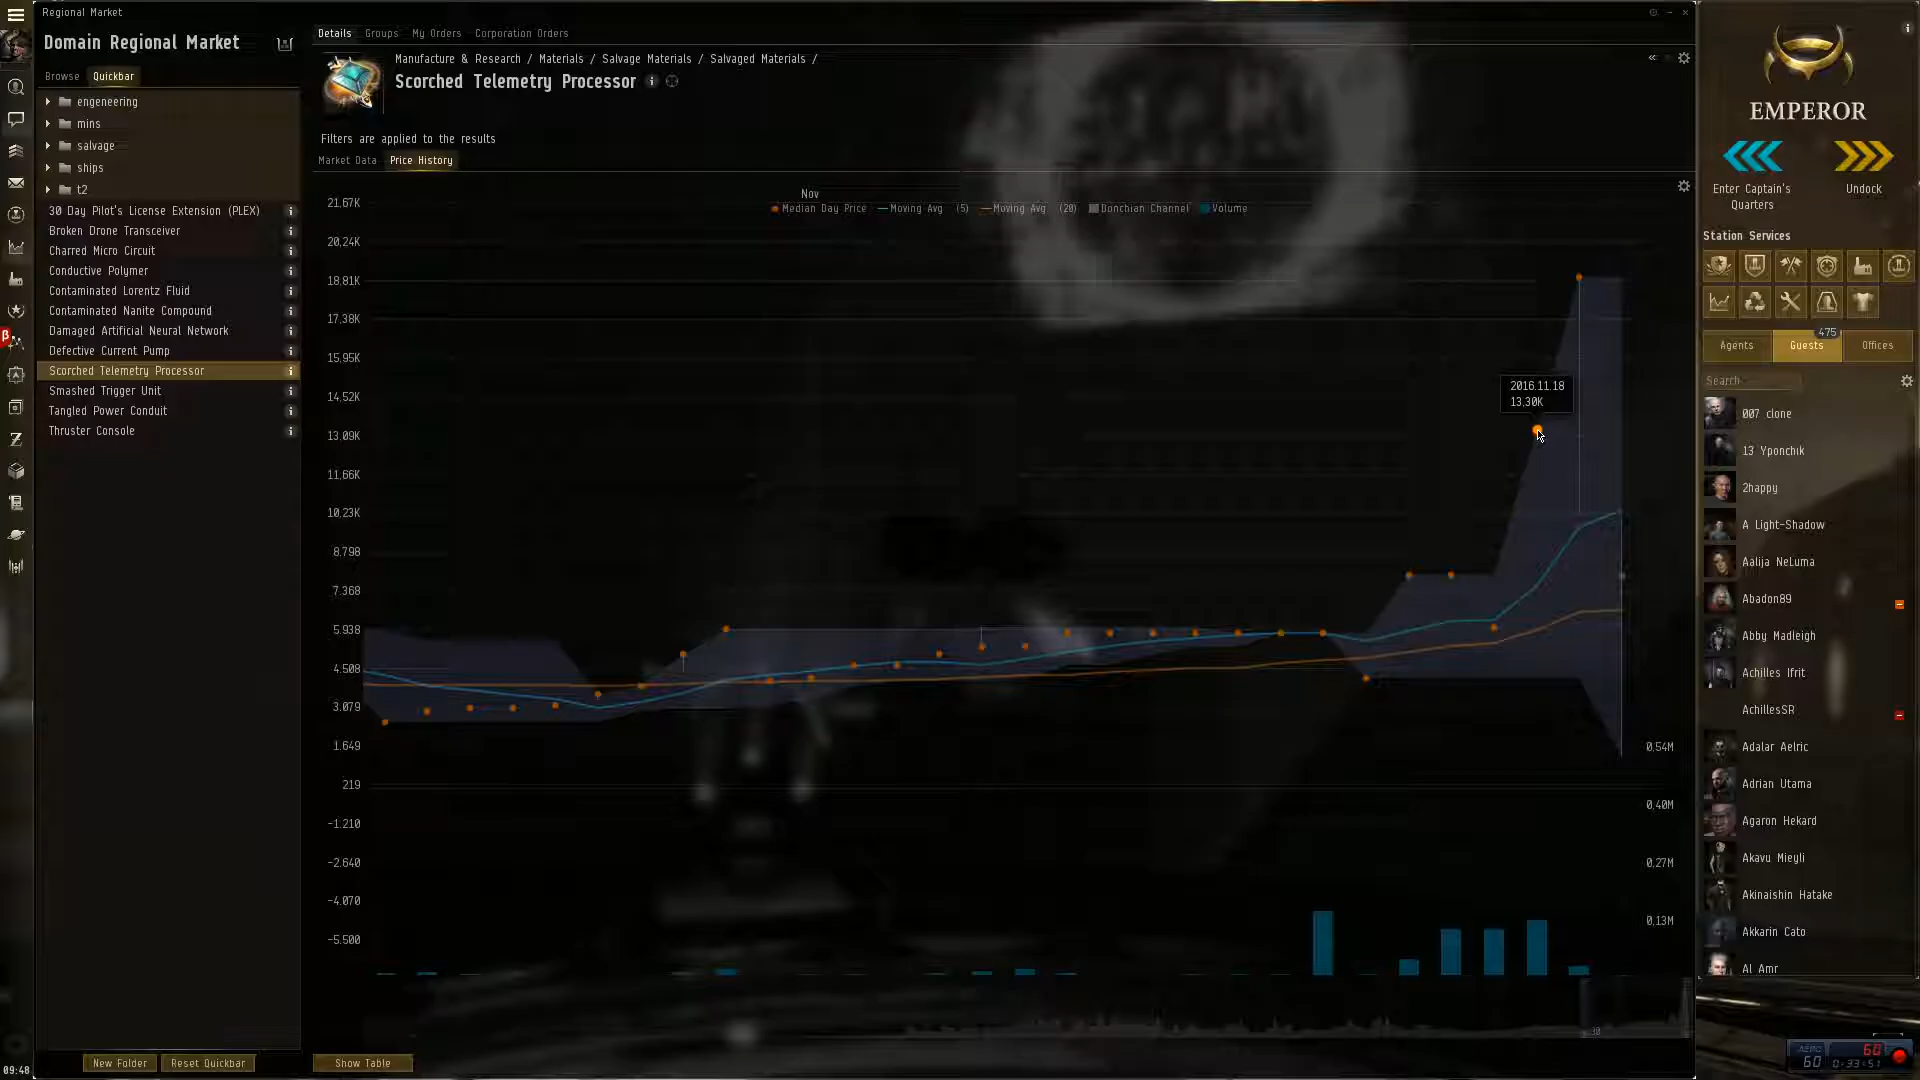 Regional Market
Domain Regional Market
Browse Quickbar
engeneering
mins
salvage
ships
t2
30 Day Pilot's License Extension (PLEX)
Broken Drone Transceiver
Charred Micro Circuit
Conductive Polymer
Contaminated Lorentz Fluid
Contaminated Nanite Compound
Damaged Artificial Neural Network
Defective Current Pump
Scorched Telemetry Processor
Smashed Trigger Unit
Tangled Power Conduit
Thruster Console
New Folder Reset Quickbar
09:48
Details Groups My Orders Corporation Orders
Manufacture & Research / Materials / Salvage Materials / Salvaged Materials /
Scorched Telemetry Processor
Filters are applied to the results
Market Data Price History
Nov
Median Day Price Moving Avg (5) Moving Avg (20) Donchian Channel Volume
21,67K
20,24K
18,81K
17,38K
15,95K
14,52K
13,09K
11,66K
10,23K
8.798
7.368
5.938
4.508
3.079
1.649
219
-1.210
-2.640
-4.070
-5.500
2016.11.18
13,30K
0,54M
0,40M
0,27M
0,13M
30
Show Table
EMPEROR
Enter Captain's Quarters
Undock
Station Services
475
Agents Guests Offices
Search
007 clone
13 Yponchik
2happy
A Light-Shadow
Aalija NeLuma
Abadon89
Abby Madleigh
Achilles Ifrit
AchillesSR
Adalar Aelric
Adrian Utama
Agaron Hekard
Akavu Mieyli
Akinaishin Hatake
Akkarin Cato
Al Amr
60
60
0:33:51